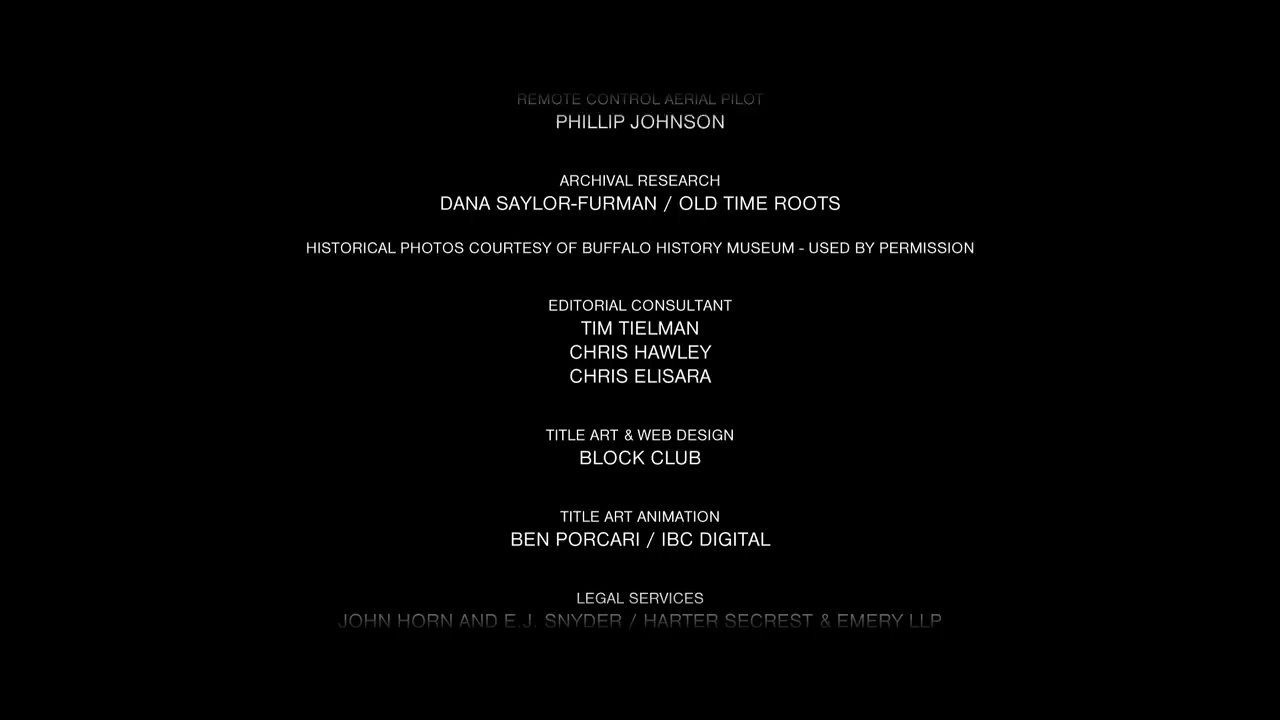 REMOTE CONTROL AERIAL PILOT
PHILLIP JOHNSON
ARCHIVAL RESEARCH
DANA SAYLOR-FURMAN / OLD TIME ROOTS
HISTORICAL PHOTOS COURTESY OF BUFFALO HISTORY MUSEUM - USED BY PERMISSION
EDITORIAL CONSULTANT
TIM TIELMAN
CHRIS HAWLEY
CHRIS ELISARA
TITLE ART & WEB DESIGN
BLOCK CLUB
TITLE ART ANIMATION
BEN PORCARI / IBC DIGITAL
LEGAL SERVICES
JOHN HORN AND E.J. SNYDER / HARTER SECREST & EMERY LLP